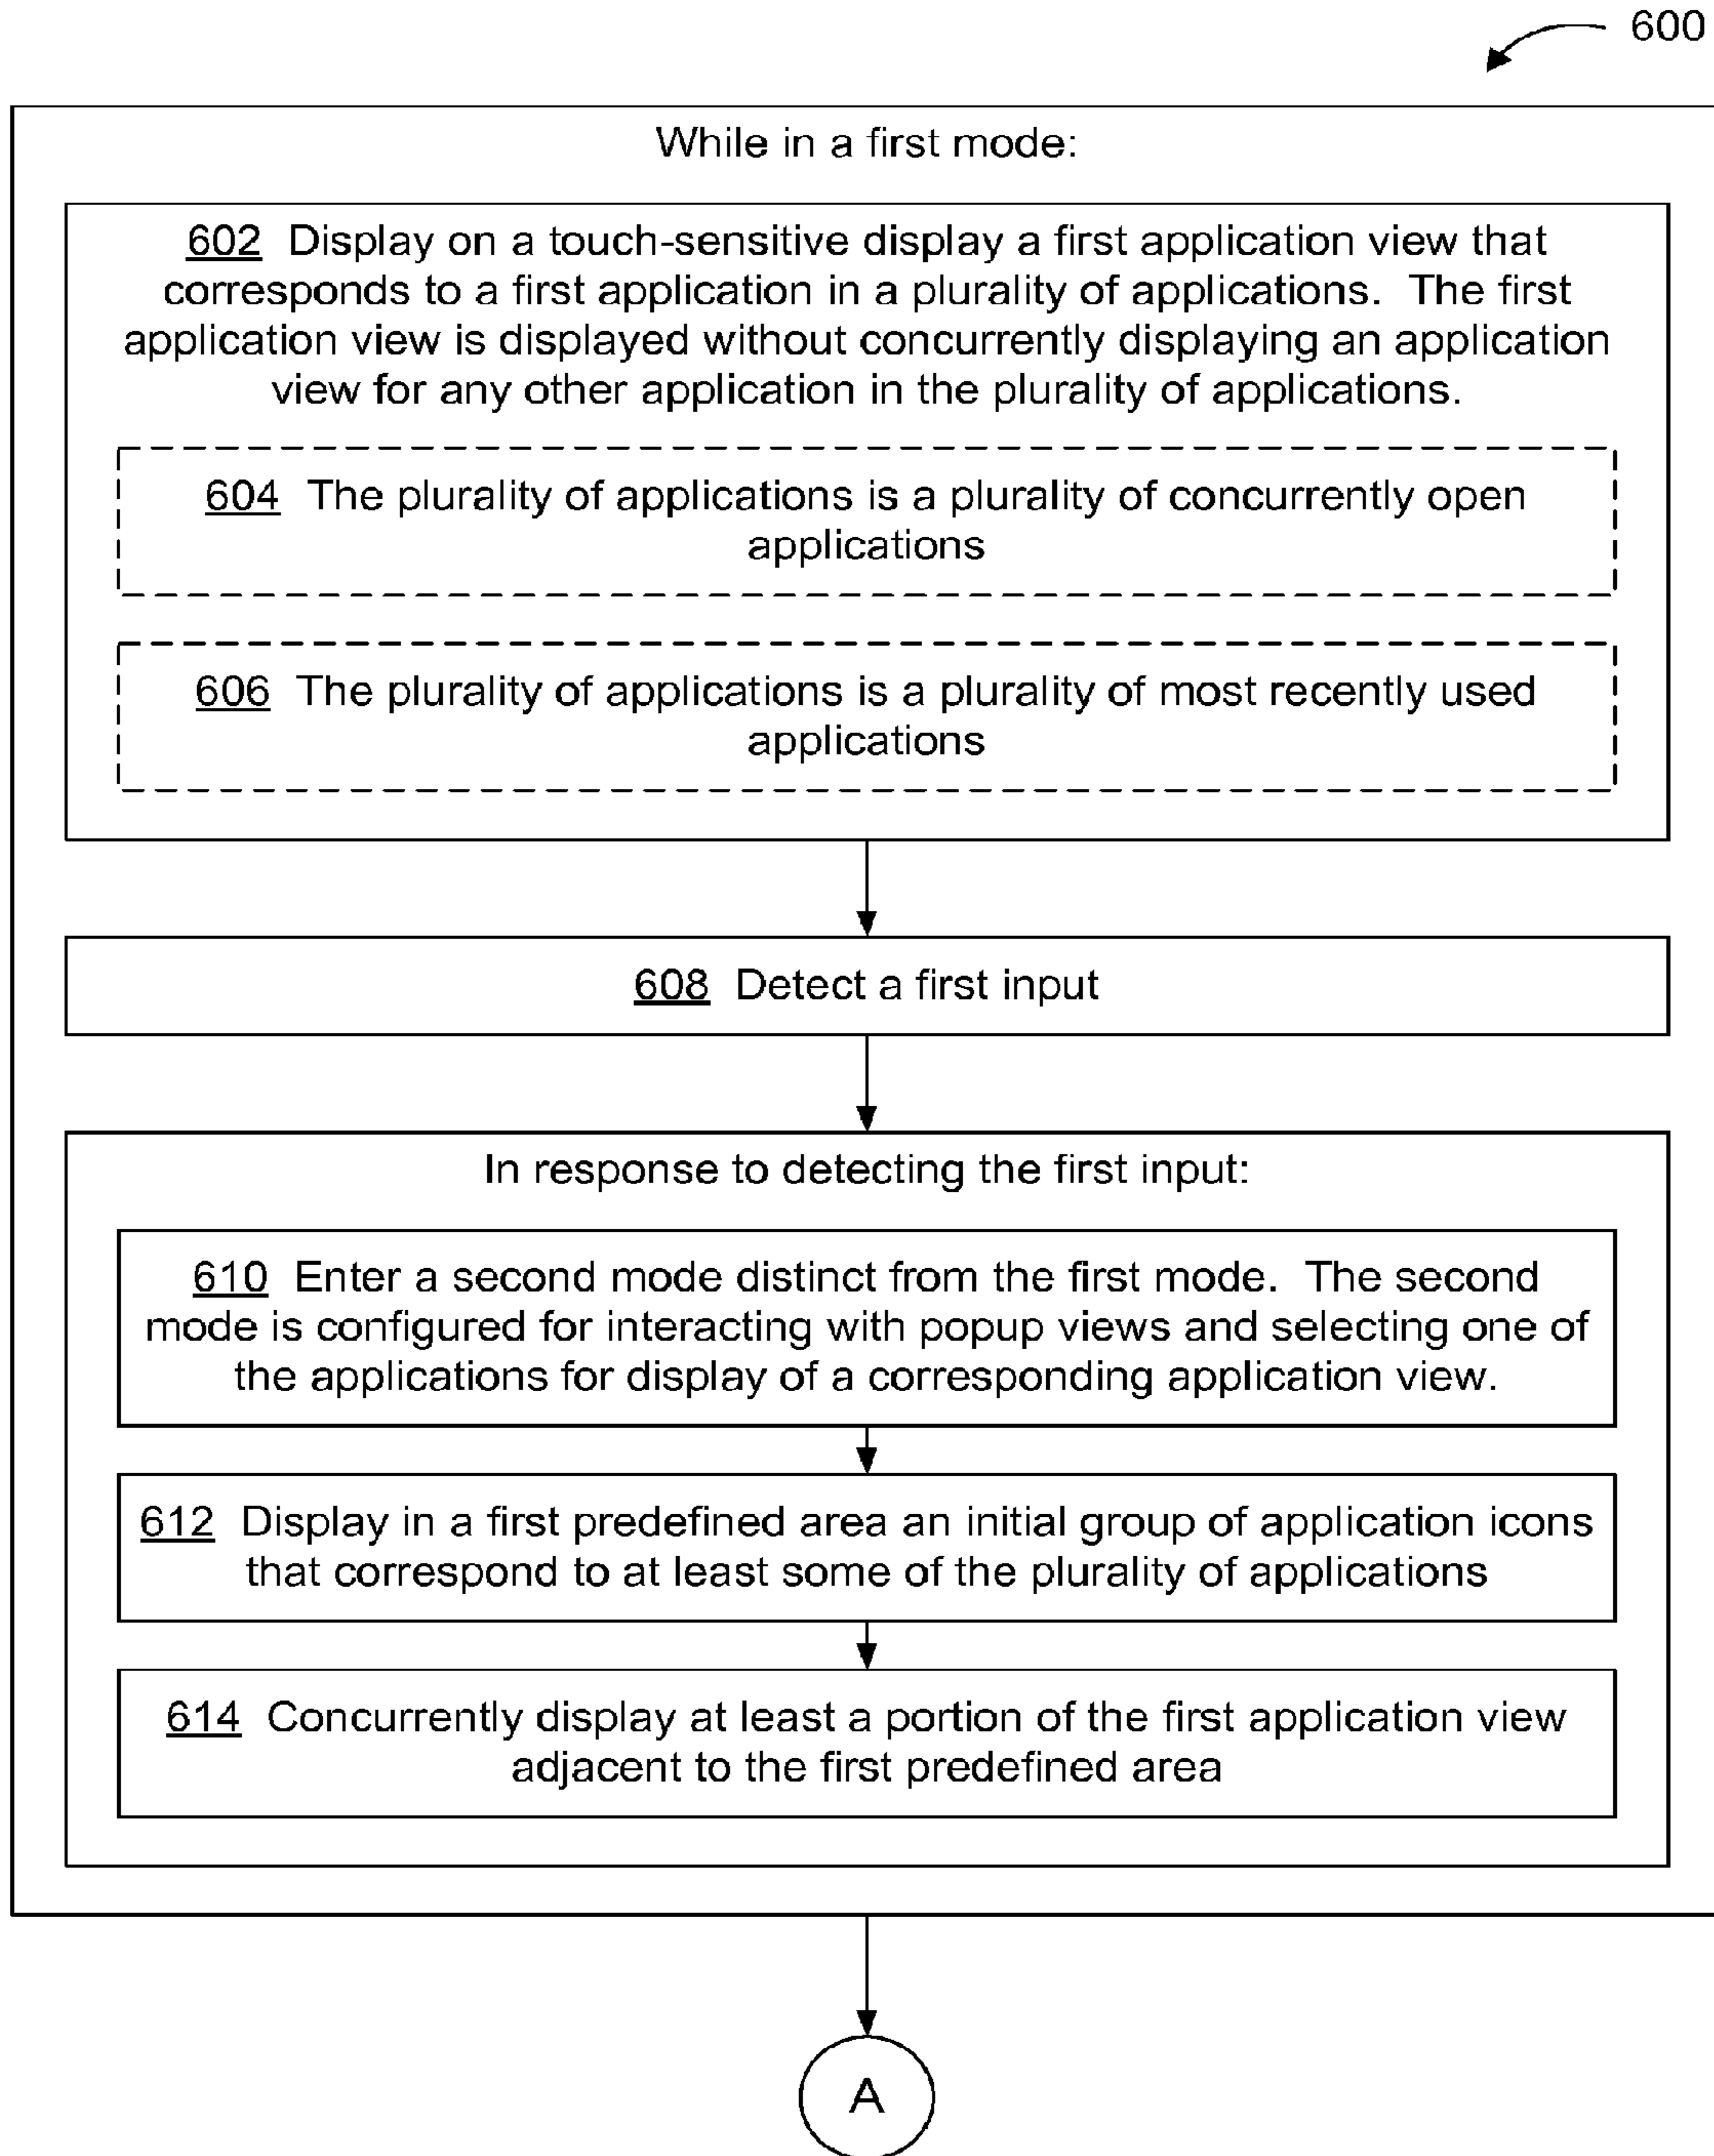 600
While in a first mode:
602 Display on a touch-sensitive display a first application view that
corresponds to a first application in a plurality of applications. The first
application view is displayed without concurrently displaying an application
view for any other application in the plurality of applications.
604 The plurality of applications is a plurality of concurrently open
applications
606 The plurality of applications is a plurality of most recently used
applications
608 Detect a first input
In response to detecting the first input:
610 Enter a second mode distinct from the first mode. The second
mode is configured for interacting with popup views and selecting one of
the applications for display of a corresponding application view.
612 Display in a first predefined area an initial group of application icons
that correspond to at least some of the plurality of applications
614 Concurrently display at least a portion of the first application view
adjacent to the first predefined area
A